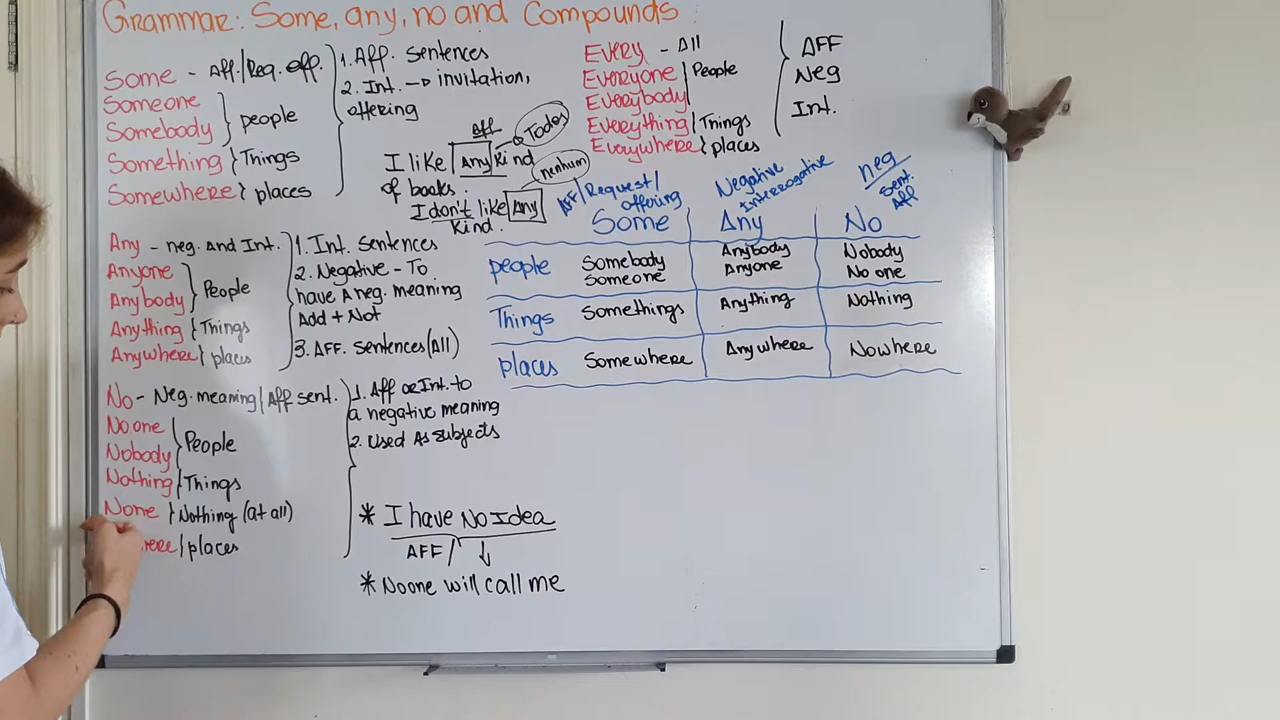 Grammar: Some, any, no and Compounds
Some - Aff./Req. off.
Someone
Somebody
people
Something } Things
Somewhere } places
1. Aff. sentences
2. Int. → invitation,
offering
Aff
I like Any kind
of books.
Todos
nenhum
I don't like Any
Kind.
Any - neg. and Int.
Anyone
Anybody
People
Anything } Things
Anywhere } places
1. Int. sentences
2. Negative - To
have A neg. meaning
Add + Not
3. AFF. sentences (All)
No - Neg. meaning / Aff sent.
No one
Nobody
People
Nothing } Things
None } Nothing (at all)
here / places
1. Aff or Int. to
a negative meaning
2. Used As subjects
* I have No Idea
AFF / ↓
* Noone will call me
Every - All
Everyone
Everybody
People
Everything } Things
Everywhere } places
AFF
Neg
Int.
AFF/Request/
offering
Negative
Interrogative
neg
sent.
Aff
Some Any No
people Somebody Anybody Nobody
Someone Anyone No one
Things Somethings Anything Nothing
places Somewhere Anywhere Nowhere